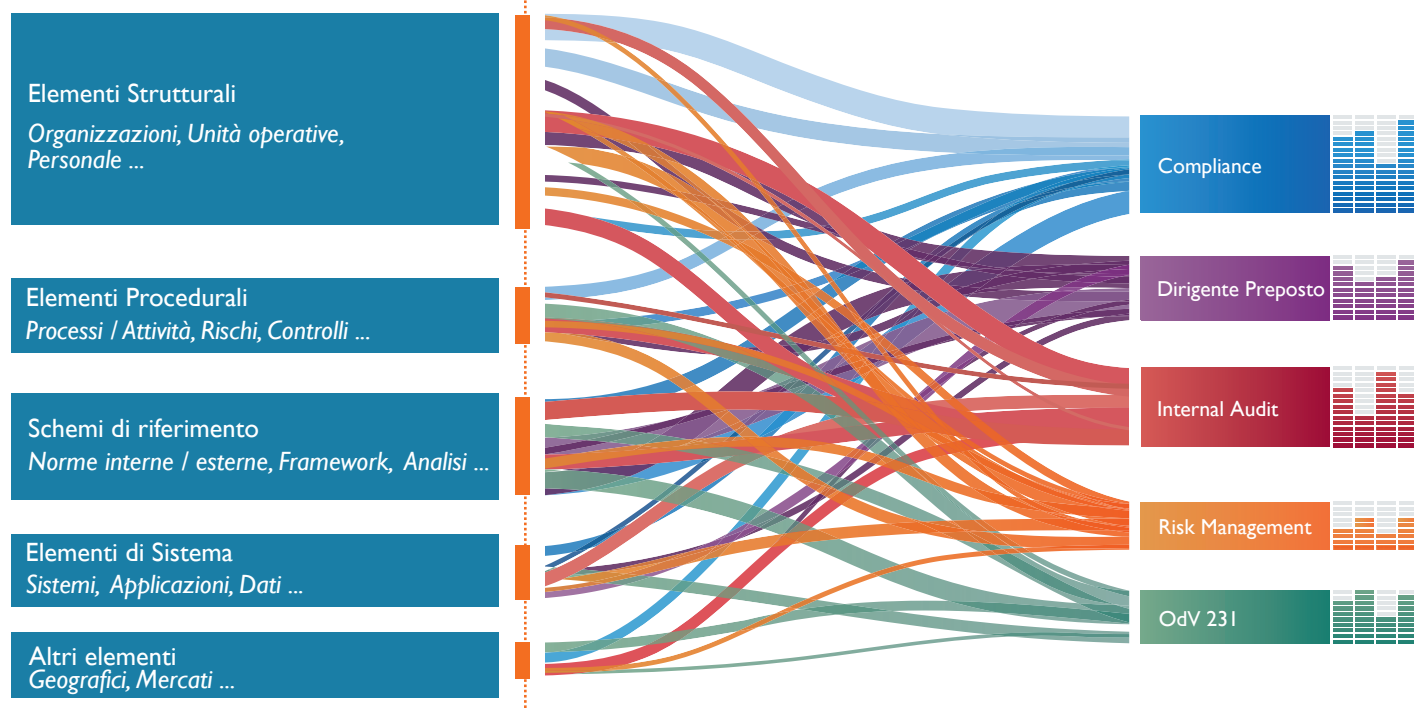 Elementi Strutturali
Organizzazioni, Unità operative,
Personale ...
Elementi Procedurali
Processi / Attività, Rischi, Controlli ...
Schemi di riferimento
Norme interne / esterne, Framework, Analisi ...
Elementi di Sistema
Sistemi, Applicazioni, Dati ...
Altri elementi
Geografici, Mercati ...
Compliance
Dirigente Preposto
Internal Audit
Risk Management
OdV 231